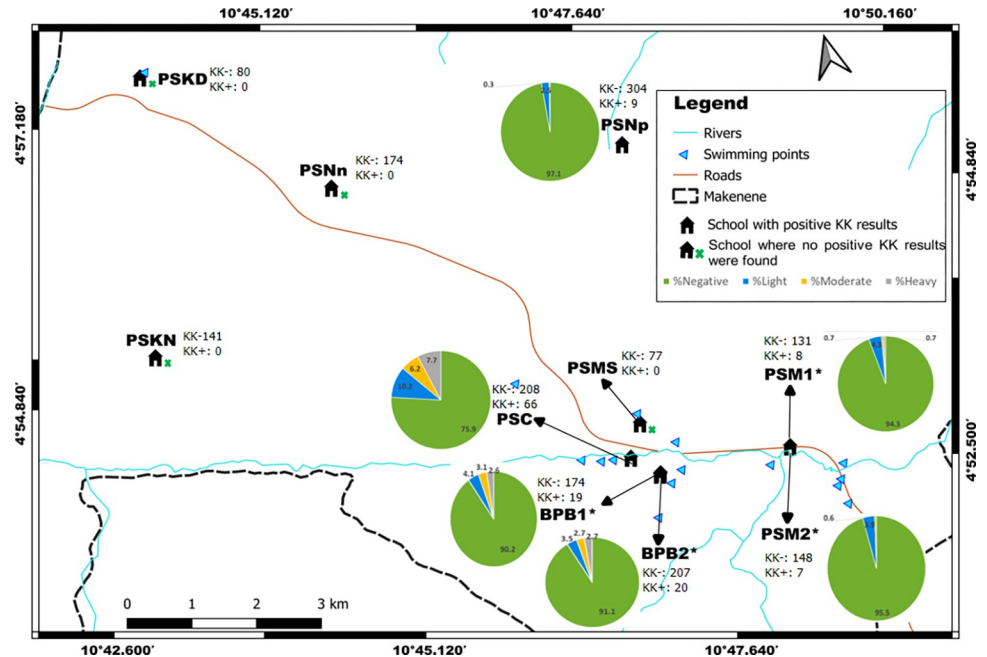 10°45.120′
10°47.640′
10°50.160′
4°57.180′
4°54.840′
4°54.840′
4°52.500′
PSKD
KK-: 80
KK+: 0
PSNn
KK-: 174
KK+: 0
0.3
97.1
KK-: 304
KK+: 9
PSNp
Legend
Rivers
Swimming points
Roads
Makenene
School with positive KK results
School where no positive KK results
were found
%Negative
%Light
%Moderate
%Heavy
PSKN
KK-141
KK+: 0
7.7
6.2
10.2
75.9
KK-: 208
KK+: 66
PSC
PSMS
KK-: 77
KK+: 0
KK-: 131
KK+: 8
PSM1*
0.7
0.7
4.3
94.3
4.1
3.1
2.6
90.2
KK-: 174
KK+: 19
BPB1*
3.5
2.7
2.7
91.1
BPB2*
KK-: 207
KK+: 20
PSM2*
KK-: 148
KK+: 7
0.6
95.5
0
1
2
3 km
10°42.600′
10°45.120′
10°47.640′